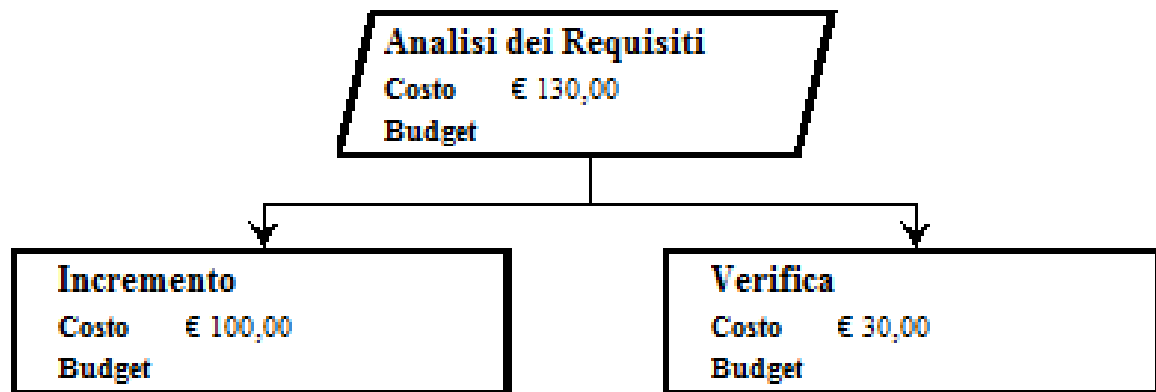 Analisi dei Requisiti
Costo € 130,00
Budget
Incremento
Costo € 100,00
Budget
Verifica
Costo € 30,00
Budget